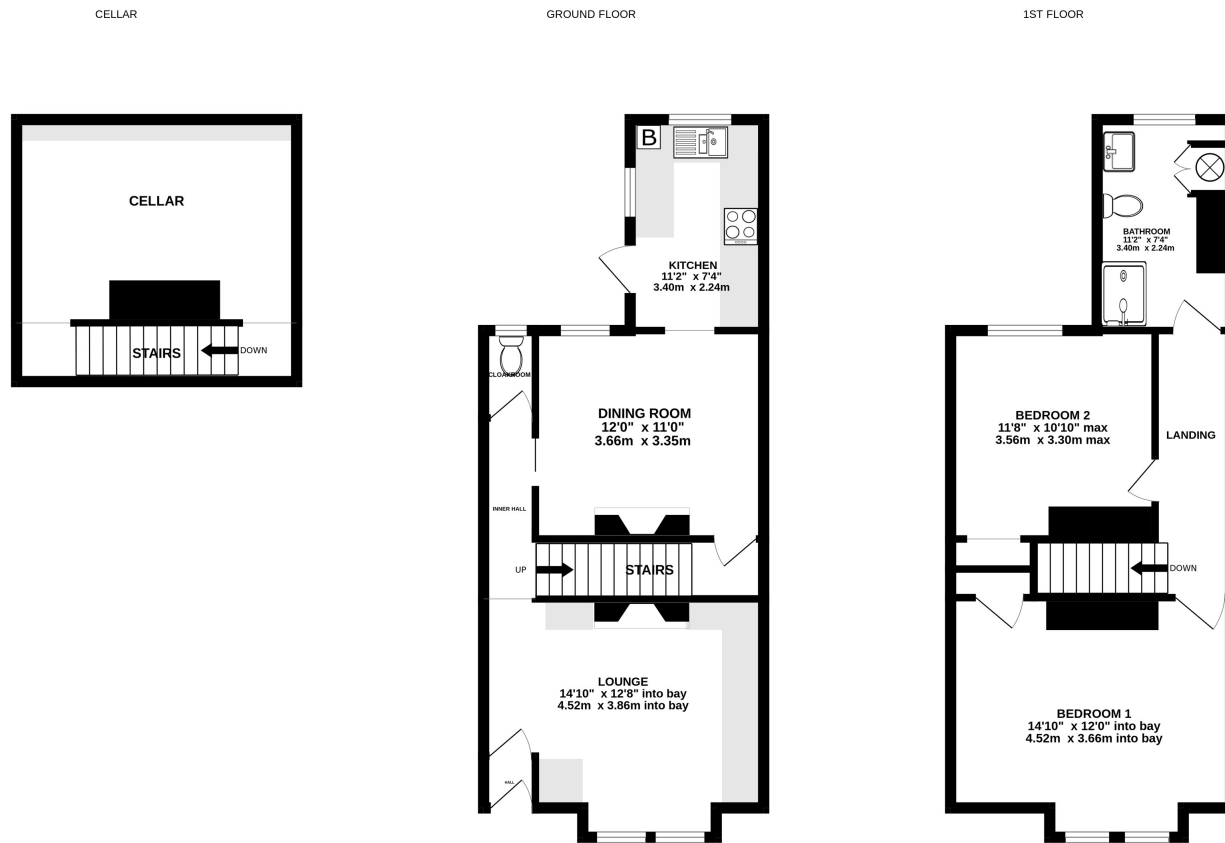 CELLAR
GROUND FLOOR
1ST FLOOR
CELLAR
STAIRS
DOWN
B
KITCHEN
11'2" x 7'4"
3.40m x 2.24m
CLOAKROOM
DINING ROOM
12'0" x 11'0"
3.66m x 3.35m
INNER HALL
UP
STAIRS
LOUNGE
14'10" x 12'8" into bay
4.52m x 3.86m into bay
HALL
BATHROOM
11'2" x 7'4"
3.40m x 2.24m
BEDROOM 2
11'8" x 10'10" max
3.56m x 3.30m max
LANDING
DOWN
BEDROOM 1
14'10" x 12'0" into bay
4.52m x 3.66m into bay